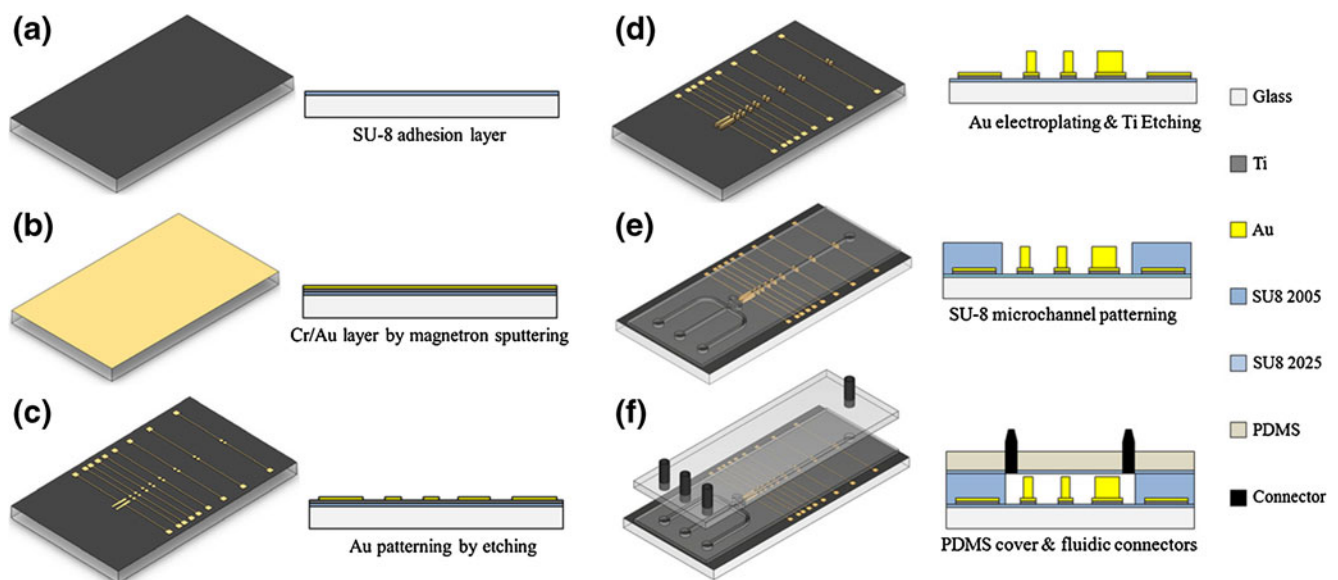 (a)
SU-8 adhesion layer
(b)
Cr/Au layer by magnetron sputtering
(c)
Au patterning by etching
(d)
Au electroplating & Ti Etching
(e)
SU-8 microchannel patterning
(f)
PDMS cover & fluidic connectors
Glass
Ti
Au
SU8 2005
SU8 2025
PDMS
Connector